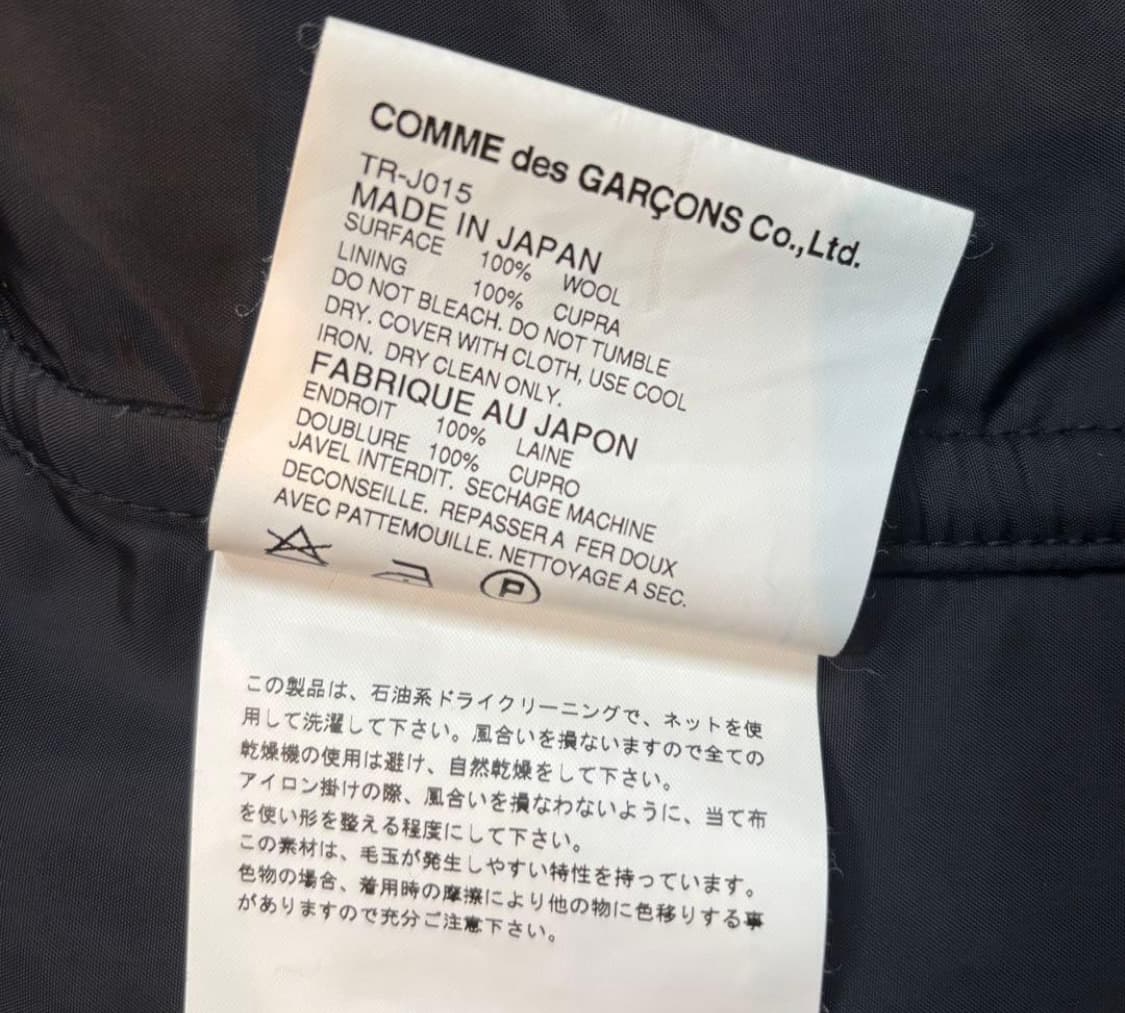 COMME des GARÇONS Co.,Ltd.
TR-J015
MADE IN JAPAN
SURFACE 100% WOOL
LINING 100% CUPRA
DO NOT BLEACH. DO NOT TUMBLE
DRY. COVER WITH CLOTH, USE COOL
IRON. DRY CLEAN ONLY.
FABRIQUE AU JAPON
ENDROIT 100% LAINE
DOUBLURE 100% CUPRO
JAVEL INTERDIT. SECHAGE MACHINE
DECONSEILLE. REPASSER A FER DOUX
AVEC PATTEMOUILLE. NETTOYAGE A SEC.
P
この製品は、石油系ドライクリーニングで、ネットを使
用して洗濯して下さい。風合いを損ないますので全ての
乾燥機の使用は避け、自然乾燥をして下さい。
アイロン掛けの際、風合いを損なわないように、当て布
を使い形を整える程度にして下さい。
この素材は、毛玉が発生しやすい特性を持っています。
色物の場合、着用時の摩擦により他の物に色移りする事
がありますので充分ご注意下さい。